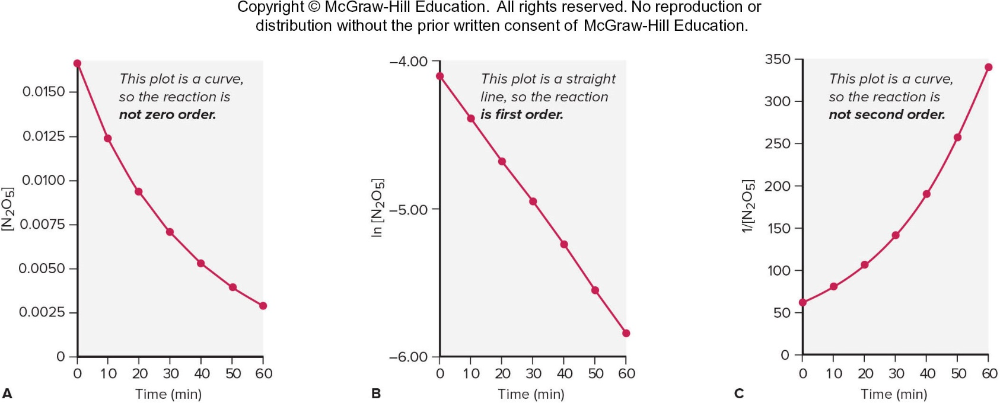 Copyright © McGraw-Hill Education.  All rights reserved. No reproduction or
distribution without the prior written consent of McGraw-Hill Education.
[N₂O₅]
0.0150
0.0125
0.0100
0.0075
0.0050
0.0025
0
This plot is a curve,
so the reaction is
not zero order.
0 10 20 30 40 50 60
Time (min)
A
ln [N₂O₅]
–4.00
–5.00
–6.00
This plot is a straight
line, so the reaction
is first order.
0 10 20 30 40 50 60
Time (min)
B
1/[N₂O₅]
350
300
250
200
150
100
50
0
This plot is a curve,
so the reaction is
not second order.
0 10 20 30 40 50 60
Time (min)
C